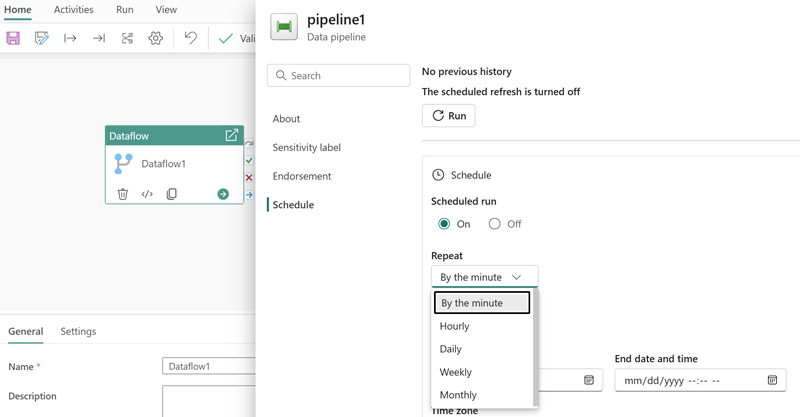 Home
Activities
Run
View
Vali
Dataflow
Dataflow1
General
Settings
Name *
Dataflow1
Description
pipeline1
Data pipeline
Search
About
Sensitivity label
Endorsement
Schedule
No previous history
The scheduled refresh is turned off
Run
Schedule
Scheduled run
On
Off
Repeat
By the minute
By the minute
Hourly
Daily
Weekly
Monthly
End date and time
mm/dd/yyyy --:-- --
Time zone